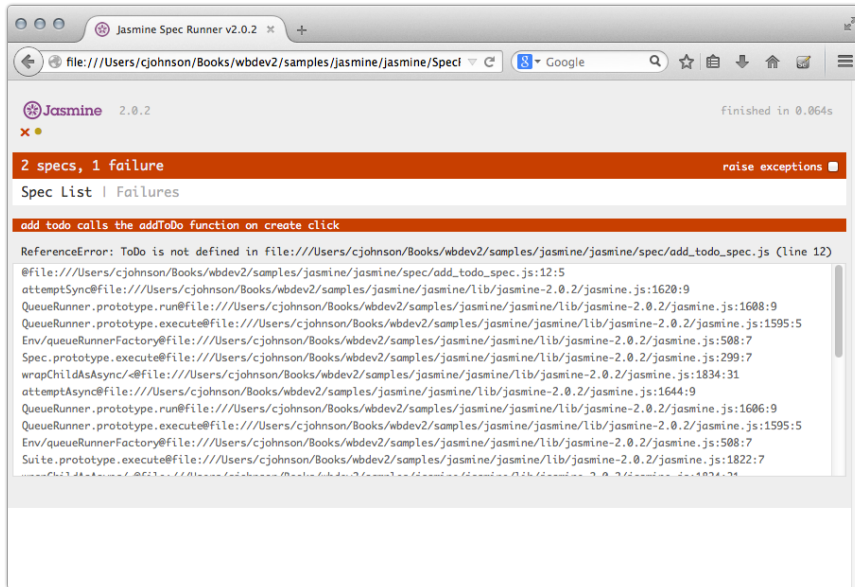 Jasmine Spec Runner v2.0.2
file:///Users/cjohnson/Books/wbdev2/samples/jasmine/jasmine/Spec
Google
Jasmine 2.0.2
finished in 0.064s
2 specs, 1 failure
raise exceptions
Spec List | Failures
add todo calls the addToDo function on create click
ReferenceError: ToDo is not defined in file:///Users/cjohnson/Books/wbdev2/samples/jasmine/jasmine/spec/add_todo_spec.js (line 12)
@file:///Users/cjohnson/Books/wbdev2/samples/jasmine/jasmine/spec/add_todo_spec.js:12:5
attemptSync@file:///Users/cjohnson/Books/wbdev2/samples/jasmine/jasmine/lib/jasmine-2.0.2/jasmine.js:1620:9
QueueRunner.prototype.run@file:///Users/cjohnson/Books/wbdev2/samples/jasmine/jasmine/lib/jasmine-2.0.2/jasmine.js:1608:9
QueueRunner.prototype.execute@file:///Users/cjohnson/Books/wbdev2/samples/jasmine/jasmine/lib/jasmine-2.0.2/jasmine.js:1595:5
Env/queueRunnerFactory@file:///Users/cjohnson/Books/wbdev2/samples/jasmine/jasmine/lib/jasmine-2.0.2/jasmine.js:508:7
Spec.prototype.execute@file:///Users/cjohnson/Books/wbdev2/samples/jasmine/jasmine/lib/jasmine-2.0.2/jasmine.js:299:7
wrapChildAsAsync/<@file:///Users/cjohnson/Books/wbdev2/samples/jasmine/jasmine/lib/jasmine-2.0.2/jasmine.js:1834:31
attemptAsync@file:///Users/cjohnson/Books/wbdev2/samples/jasmine/jasmine/lib/jasmine-2.0.2/jasmine.js:1644:9
QueueRunner.prototype.run@file:///Users/cjohnson/Books/wbdev2/samples/jasmine/jasmine/lib/jasmine-2.0.2/jasmine.js:1606:9
QueueRunner.prototype.execute@file:///Users/cjohnson/Books/wbdev2/samples/jasmine/jasmine/lib/jasmine-2.0.2/jasmine.js:1595:5
Env/queueRunnerFactory@file:///Users/cjohnson/Books/wbdev2/samples/jasmine/jasmine/lib/jasmine-2.0.2/jasmine.js:508:7
Suite.prototype.execute@file:///Users/cjohnson/Books/wbdev2/samples/jasmine/jasmine/lib/jasmine-2.0.2/jasmine.js:1822:7